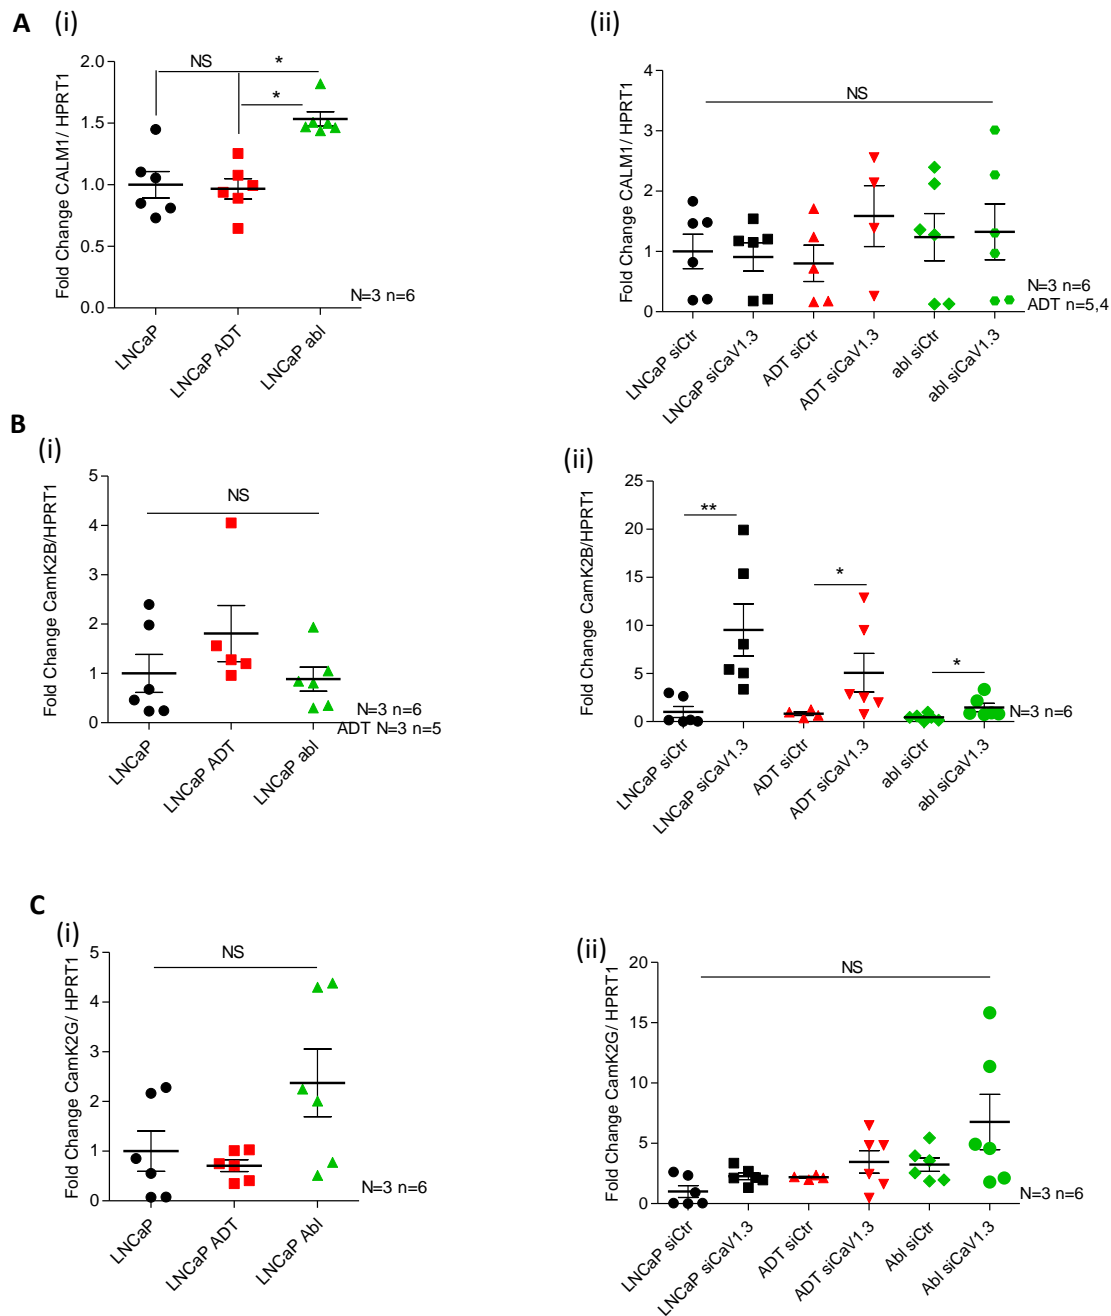 A
(i)
Fold Change CALM1/ HPRT1
2.0
1.5
1.0
0.5
0.0
NS
*
*
N=3 n=6
LNCaP
LNCaP ADT
LNCaP abl
(ii)
Fold Change CALM1/ HPRT1
4
3
2
1
0
NS
N=3 n=6
ADT n=5,4
LNCaP siCtr
LNCaP siCaV1.3
ADT siCtr
ADT siCaV1.3
abl siCtr
abl siCaV1.3
B
(i)
Fold Change CamK2B/HPRT1
5
4
3
2
1
0
NS
N=3 n=6
ADT N=3 n=5
LNCaP
LNCaP ADT
LNCaP abl
(ii)
Fold Change CamK2B/HPRT1
25
20
15
10
5
0
**
*
*
N=3 n=6
LNCaP siCtr
LNCaP siCaV1.3
ADT siCtr
ADT siCaV1.3
abl siCtr
abl siCaV1.3
C
(i)
Fold Change CamK2G/ HPRT1
5
4
3
2
1
0
NS
N=3 n=6
LNCaP
LNCaP ADT
LNCaP Abl
(ii)
Fold Change CamK2G/ HPRT1
20
15
10
5
0
NS
N=3 n=6
LNCaP siCtr
LNCaP siCaV1.3
ADT siCtr
ADT siCaV1.3
Abl siCtr
Abl siCaV1.3